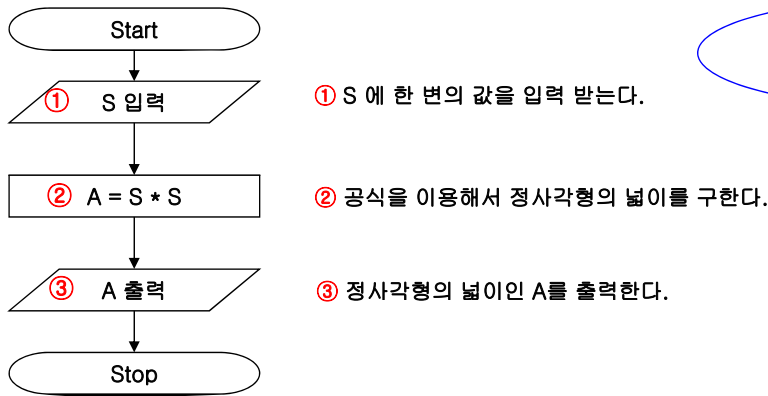 Start
① S 입력
① S 에 한 변의 값을 입력 받는다.
② A = S * S
② 공식을 이용해서 정사각형의 넓이를 구한다.
③ A 출력
③ 정사각형의 넓이인 A를 출력한다.
Stop